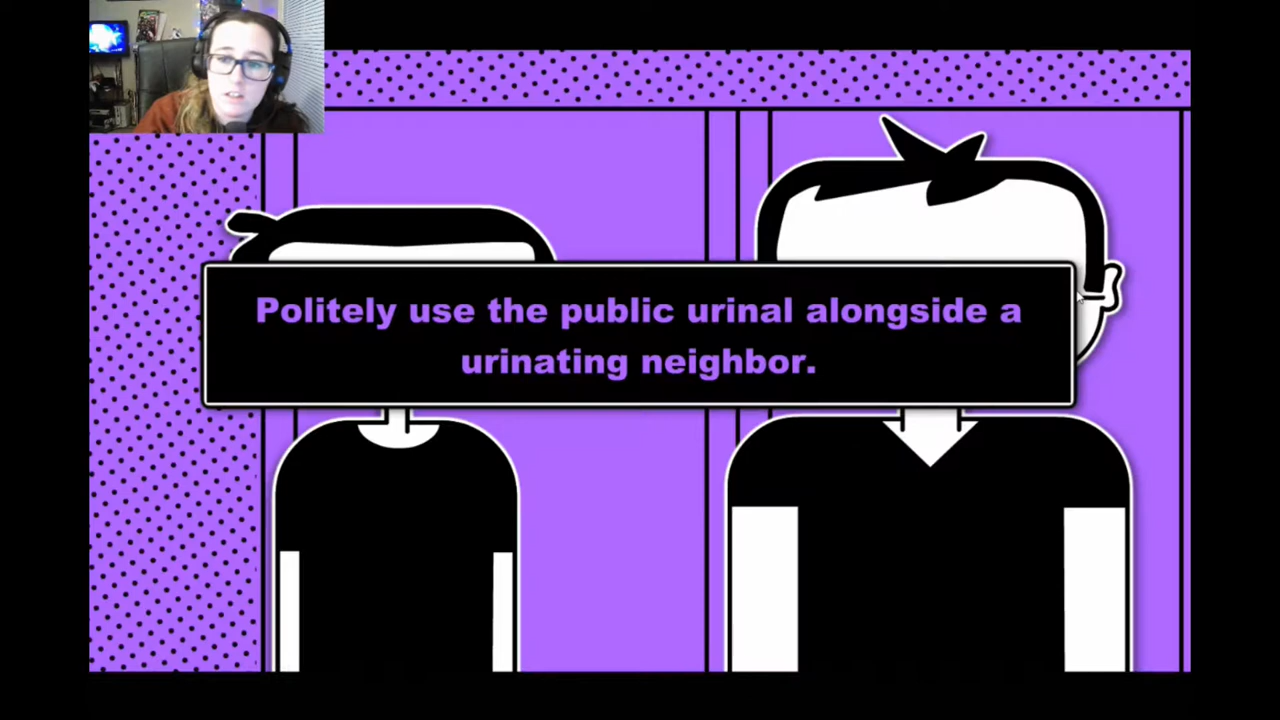 Politely use the public urinal alongside a
urinating neighbor.